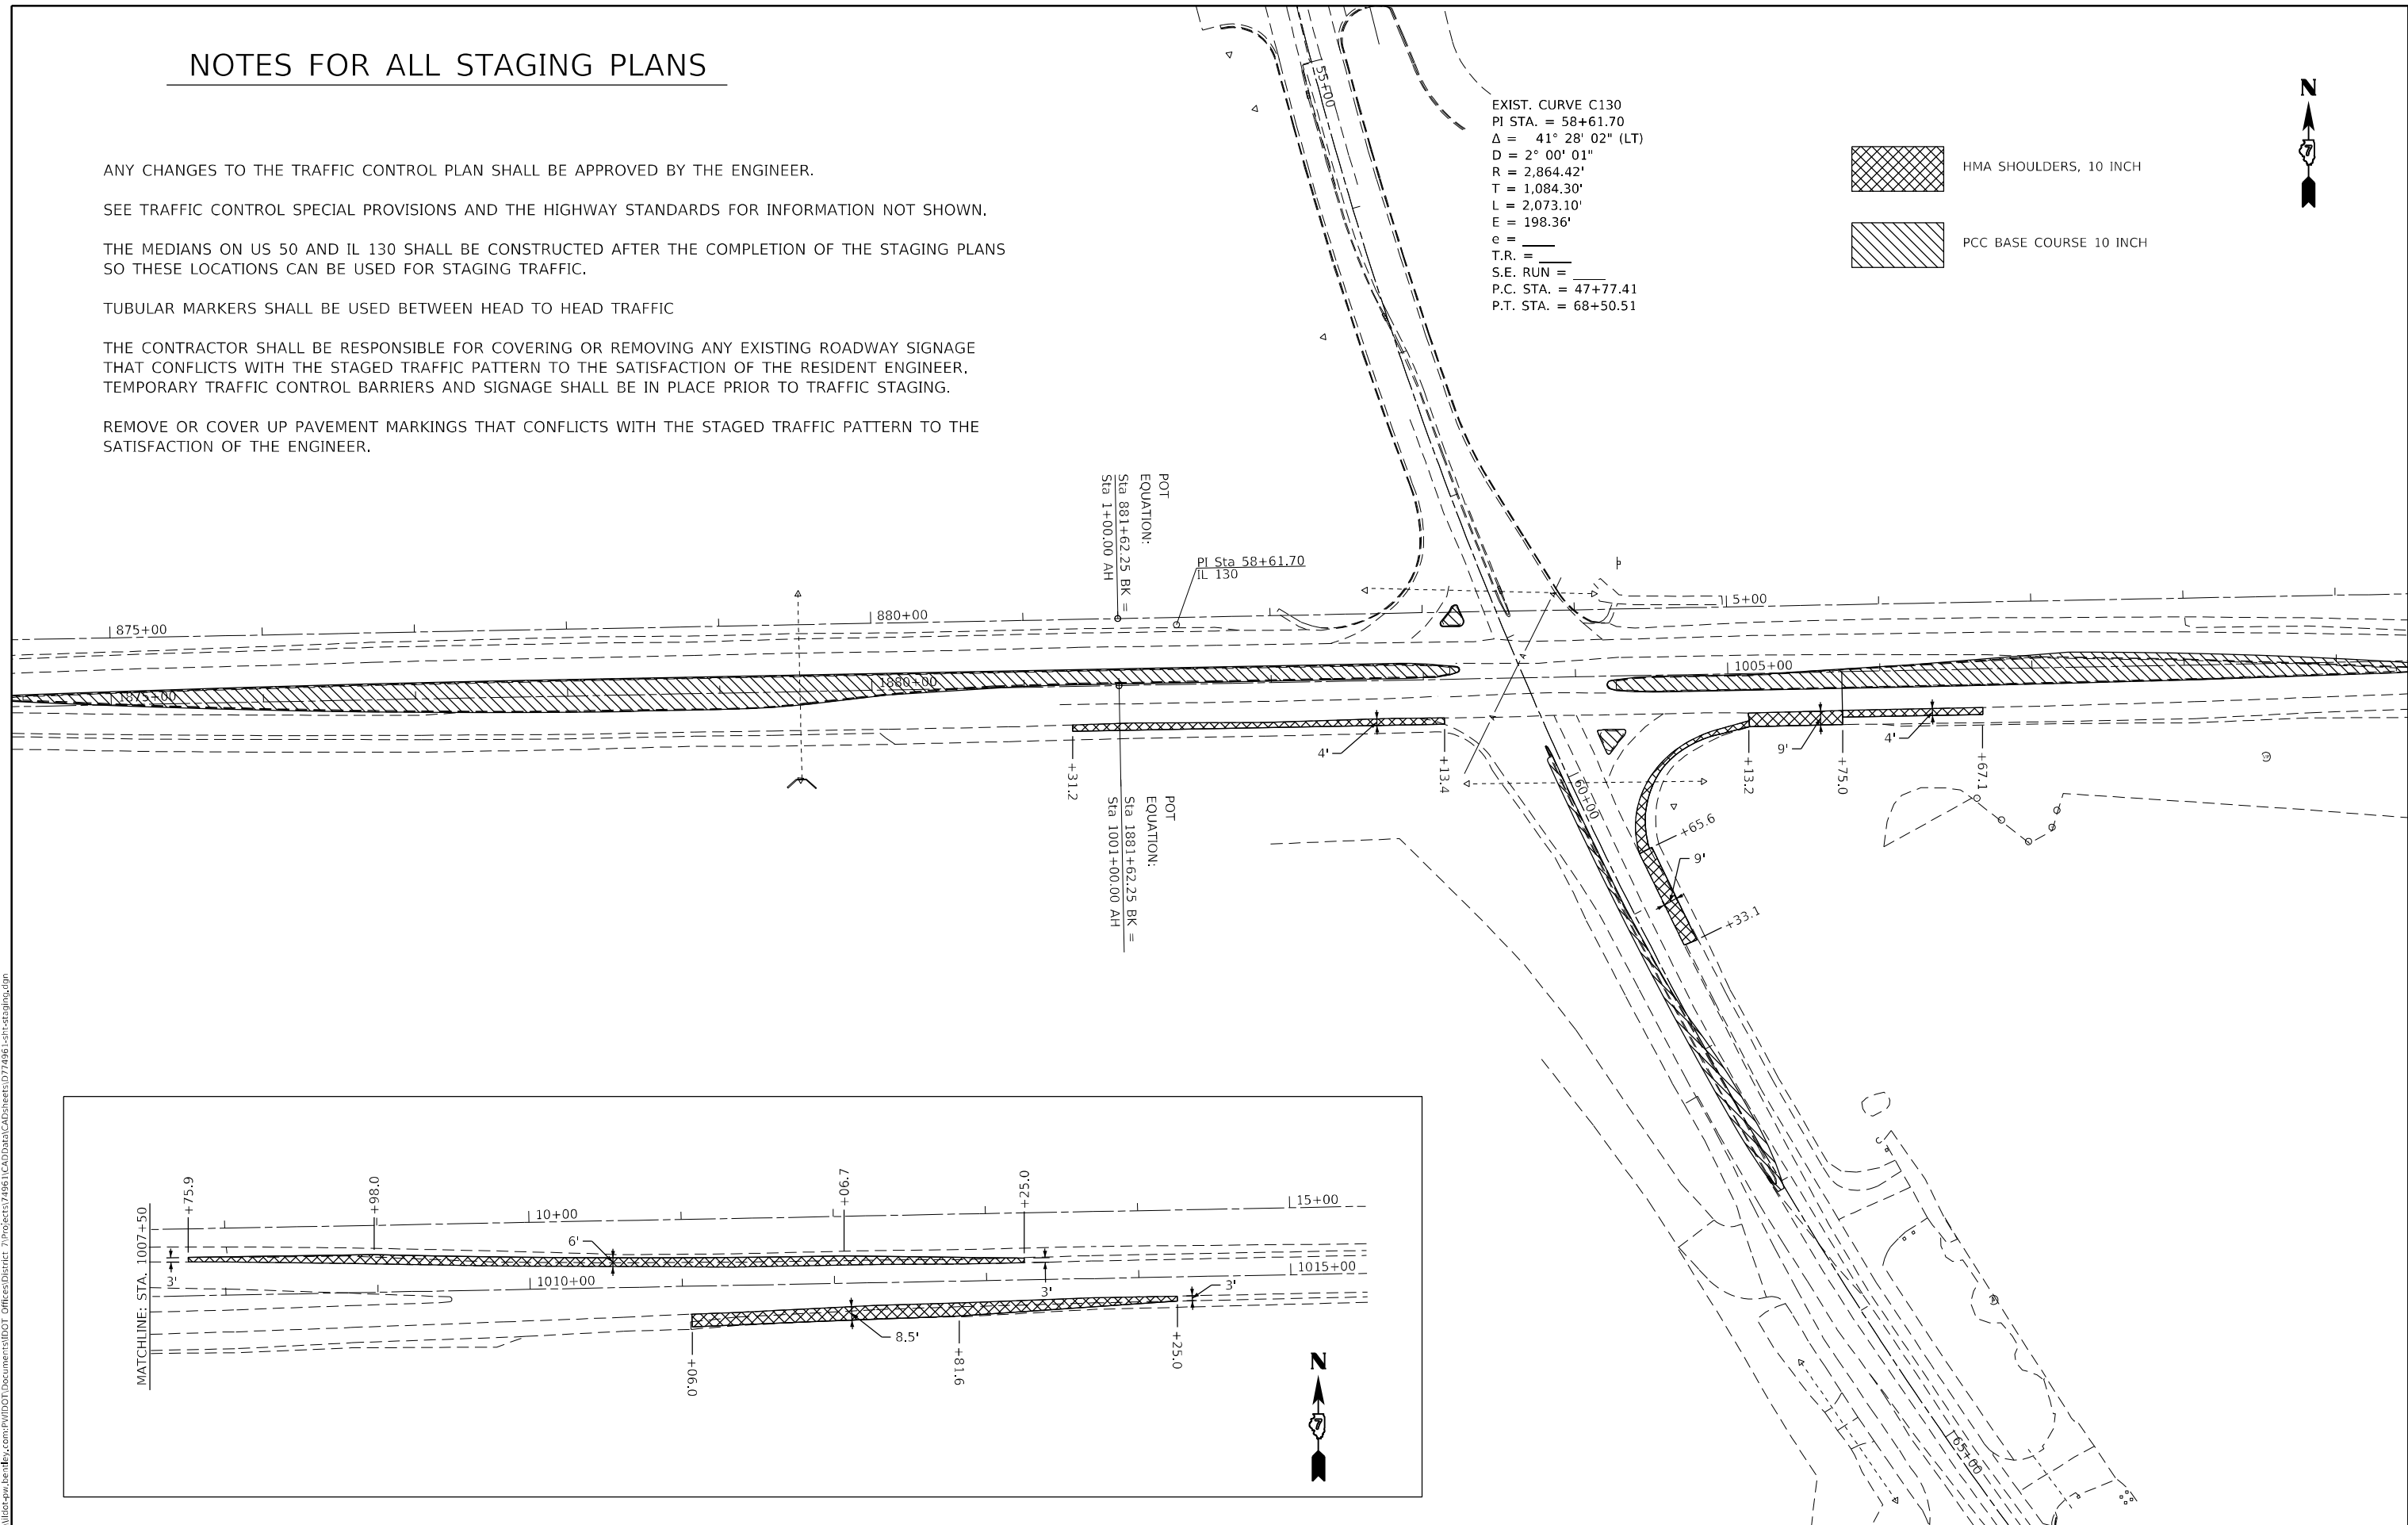 NOTES FOR ALL STAGING PLANS
ANY CHANGES TO THE TRAFFIC CONTROL PLAN SHALL BE APPROVED BY THE ENGINEER.
SEE TRAFFIC CONTROL SPECIAL PROVISIONS AND THE HIGHWAY STANDARDS FOR INFORMATION NOT SHOWN.
THE MEDIANS ON US 50 AND IL 130 SHALL BE CONSTRUCTED AFTER THE COMPLETION OF THE STAGING PLANS
SO THESE LOCATIONS CAN BE USED FOR STAGING TRAFFIC.
TUBULAR MARKERS SHALL BE USED BETWEEN HEAD TO HEAD TRAFFIC
THE CONTRACTOR SHALL BE RESPONSIBLE FOR COVERING OR REMOVING ANY EXISTING ROADWAY SIGNAGE
THAT CONFLICTS WITH THE STAGED TRAFFIC PATTERN TO THE SATISFACTION OF THE RESIDENT ENGINEER.
TEMPORARY TRAFFIC CONTROL BARRIERS AND SIGNAGE SHALL BE IN PLACE PRIOR TO TRAFFIC STAGING.
REMOVE OR COVER UP PAVEMENT MARKINGS THAT CONFLICTS WITH THE STAGED TRAFFIC PATTERN TO THE
SATISFACTION OF THE ENGINEER.
55+00
EXIST. CURVE C130
PI STA. = 58+61.70
Δ = 41° 28' 02" (LT)
D = 2° 00' 01"
R = 2,864.42'
T = 1,084.30'
L = 2,073.10'
E = 198.36'
e = ____
T.R. = ____
S.E. RUN = ____
P.C. STA. = 47+77.41
P.T. STA. = 68+50.51
HMA SHOULDERS, 10 INCH
PCC BASE COURSE 10 INCH
N
7
POT
EQUATION:
Sta 881+62.25 BK =
Sta 1+00.00 AH
PI Sta 58+61.70
IL 130
875+00
880+00
5+00
1875+00
1880+00
1005+00
4'
9'
4'
+31.2
+13.4
+13.2
+75.0
+67.1
POT
EQUATION:
Sta 1881+62.25 BK =
Sta 1001+00.00 AH
60+00
+65.6
9'
+33.1
65+00
MATCHLINE: STA. 1007+50
+75.9
+98.0
+06.7
+25.0
10+00
15+00
6'
3'
3'
1010+00
1015+00
3'
8.5'
+06.0
+81.6
+25.0
N
7